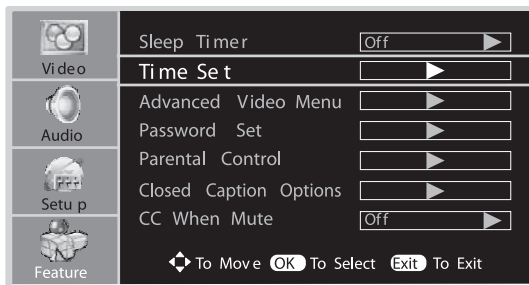 Video
Audio
Setup
Feature
Sleep Timer Off
Time Set
Advanced Video Menu
Password Set
Parental Control
Closed Caption Options
CC When Mute Off
To Move OK To Select Exit To Exit